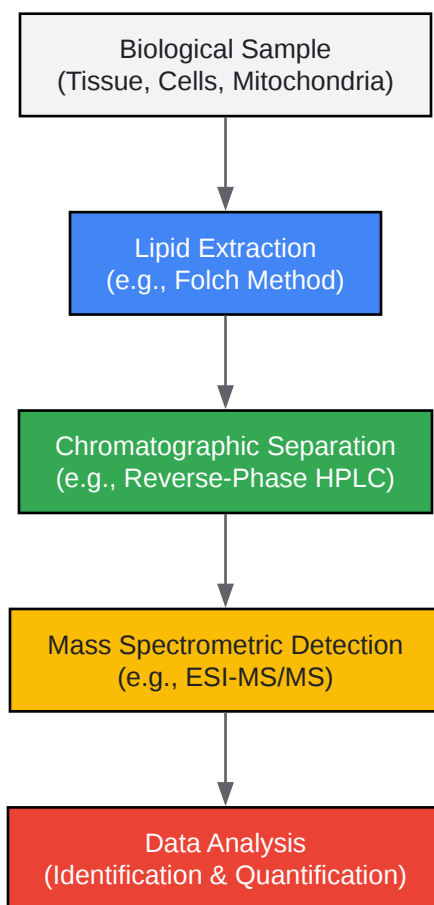 Biological Sample
(Tissue, Cells, Mitochondria)
Lipid Extraction
(e.g., Folch Method)
Chromatographic Separation
(e.g., Reverse-Phase HPLC)
Mass Spectrometric Detection
(e.g., ESI-MS/MS)
Data Analysis
(Identification & Quantification)